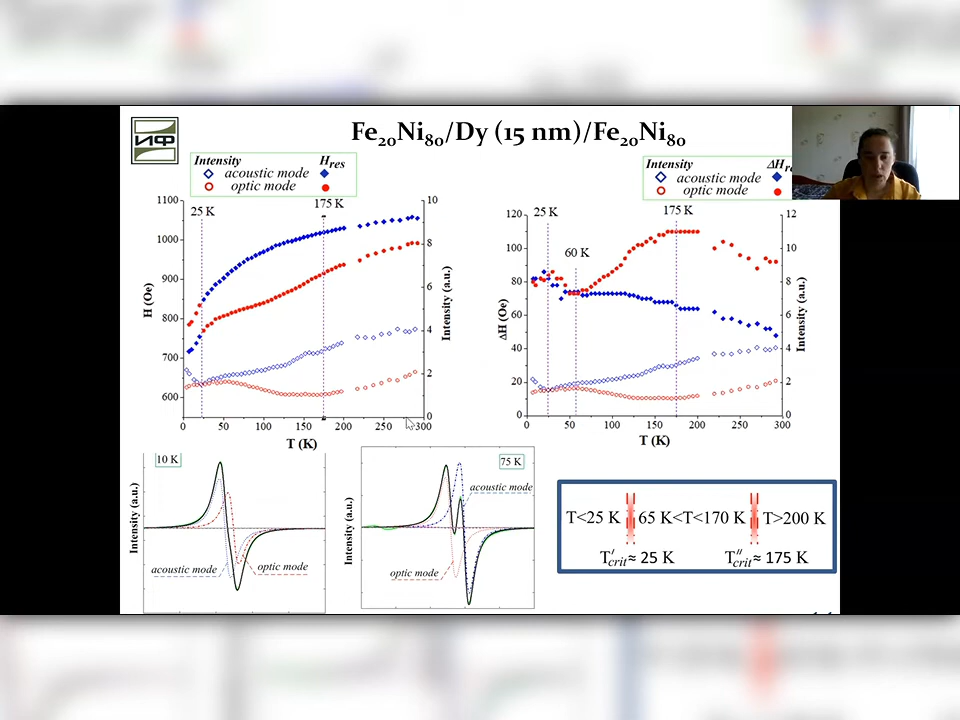 Fe₂₀Ni₈₀/Dy (15 nm)/Fe₂₀Ni₈₀
ИФ
Intensity Hres
acoustic mode
optic mode
25 K
175 K
1100
1000
900
800
700
600
H (Oe)
10
8
6
4
2
0
Intensity (a.u.)
0 50 100 150 200 250 300
T (K)
Intensity
acoustic mode
optic mode
25 K
60 K
175 K
120
100
80
60
40
20
0
ΔH (Oe)
12
10
8
6
4
2
0
Intensity (a.u.)
0 50 100 150 200 250 300
T (K)
10 K
Intensity (a.u.)
acoustic mode
optic mode
75 K
Intensity (a.u.)
acoustic mode
optic mode
T<25 K 65 K<T<170 K T>200 K
T′crit≈ 25 K T″crit≈ 175 K